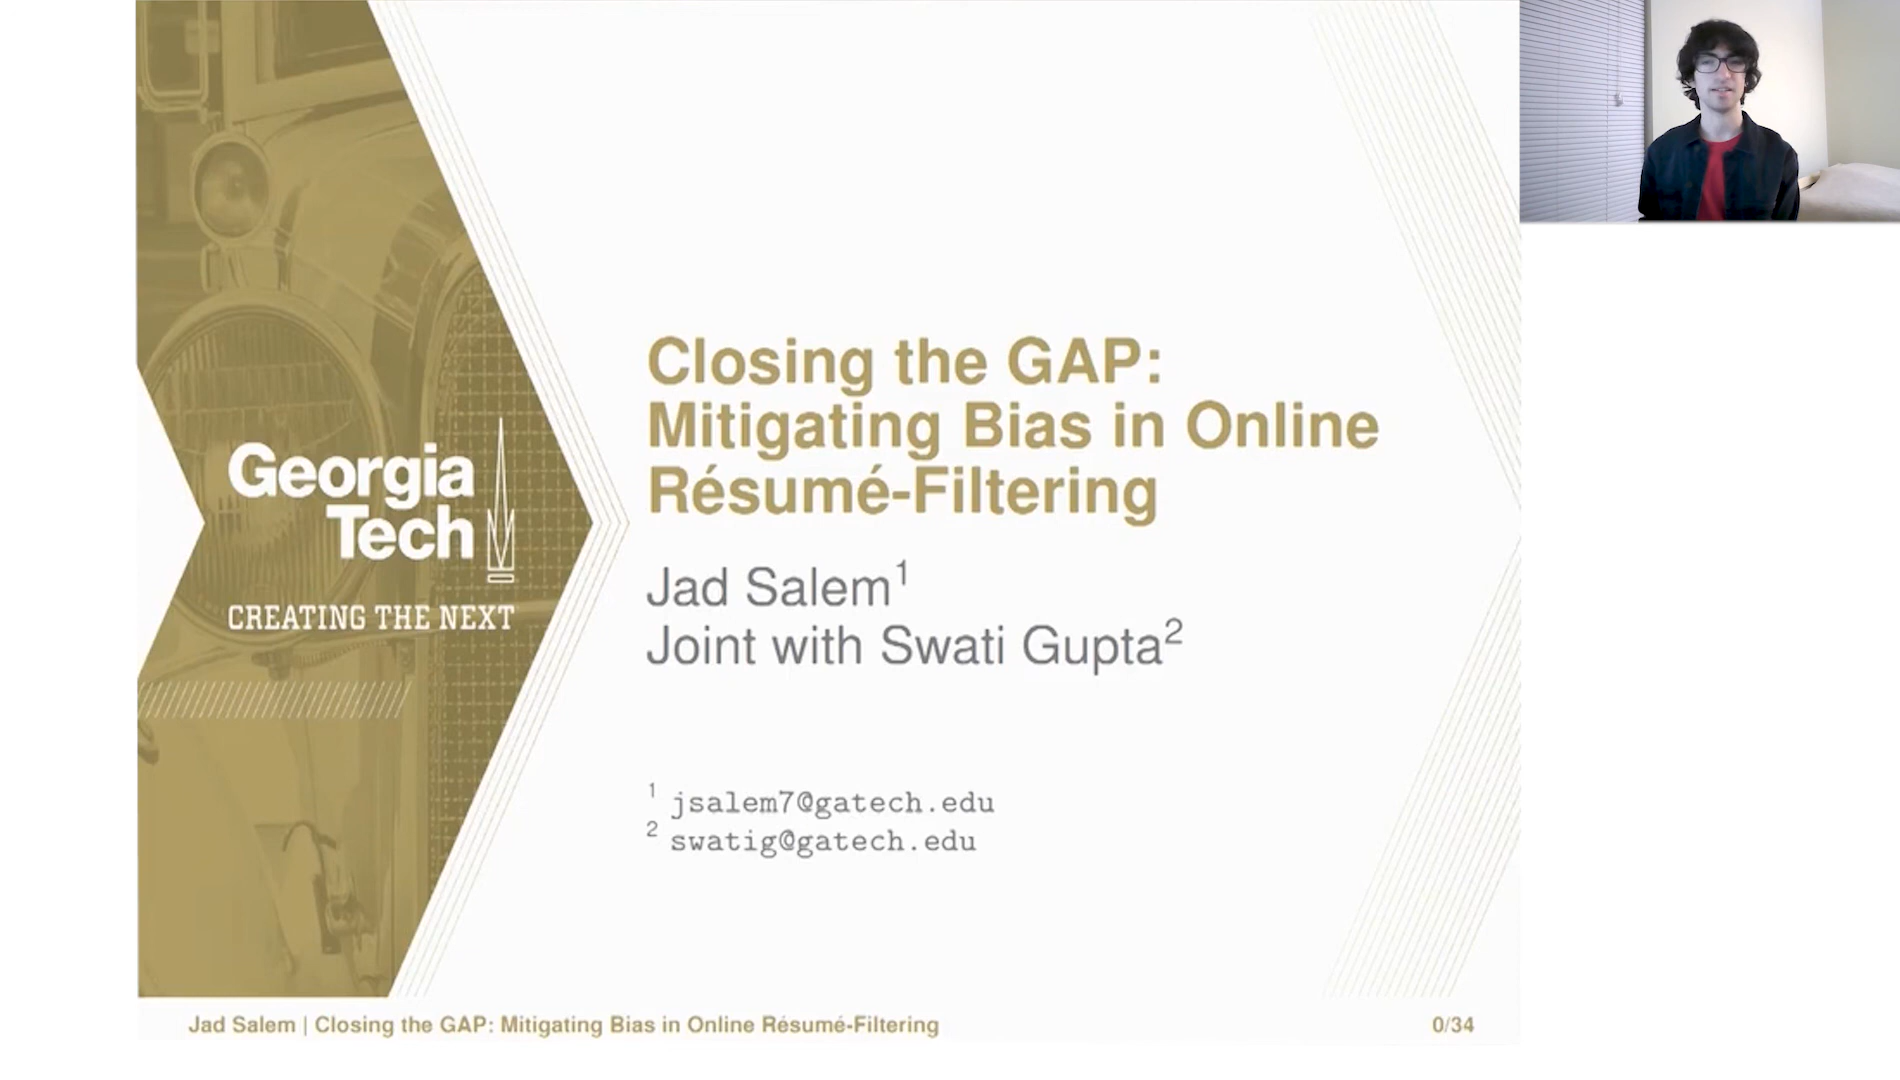 Georgia
Tech
CREATING THE NEXT
Closing the GAP:
Mitigating Bias in Online
Résumé-Filtering
Jad Salem¹
Joint with Swati Gupta²
¹ jsalem7@gatech.edu
² swatig@gatech.edu
Jad Salem | Closing the GAP: Mitigating Bias in Online Résumé-Filtering
0/34